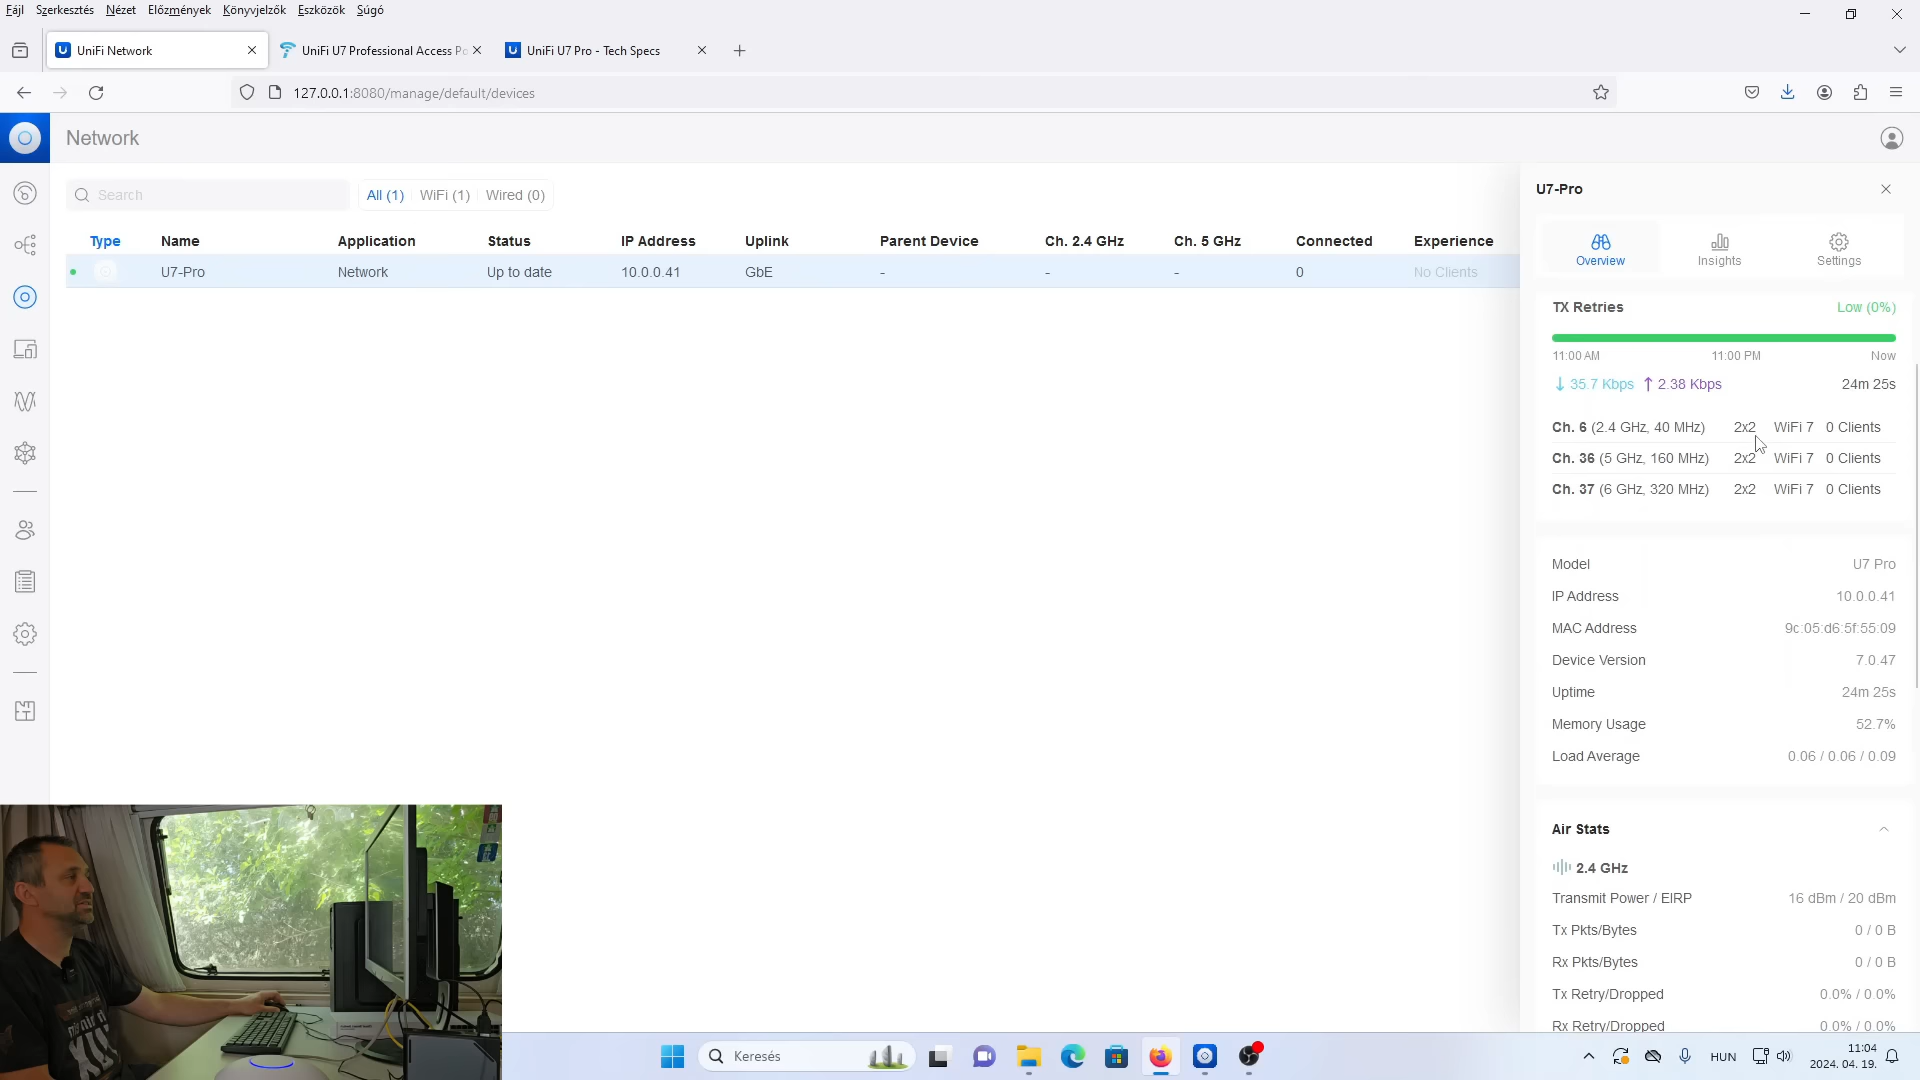 Fájl Szerkesztés Nézet Előzmények Könyvjelzők Eszközök Súgó
UniFi Network
UniFi U7 Professional Access Po
UniFi U7 Pro - Tech Specs
127.0.0.1:8080/manage/default/devices
Network
Search
All (1) WiFi (1) Wired (0)
Type Name Application Status IP Address Uplink Parent Device Ch. 2.4 GHz Ch. 5 GHz Connected Experience
U7-Pro Network Up to date 10.0.0.41 GbE - - - 0 No Clients
U7-Pro
Overview Insights Settings
TX Retries Low (0%)
11:00 AM 11:00 PM Now
↓ 35.7 Kbps ↑ 2.38 Kbps 24m 25s
Ch. 6 (2.4 GHz, 40 MHz) 2x2 WiFi 7 0 Clients
Ch. 36 (5 GHz, 160 MHz) 2x2 WiFi 7 0 Clients
Ch. 37 (6 GHz, 320 MHz) 2x2 WiFi 7 0 Clients
Model U7 Pro
IP Address 10.0.0.41
MAC Address 9c:05:d6:5f:55:09
Device Version 7.0.47
Uptime 24m 25s
Memory Usage 52.7%
Load Average 0.06 / 0.06 / 0.09
Air Stats
2.4 GHz
Transmit Power / EIRP 16 dBm / 20 dBm
Tx Pkts/Bytes 0 / 0 B
Rx Pkts/Bytes 0 / 0 B
Tx Retry/Dropped 0.0% / 0.0%
Rx Retry/Dropped 0.0% / 0.0%
Keresés
HUN
11:04
2024. 04. 19.